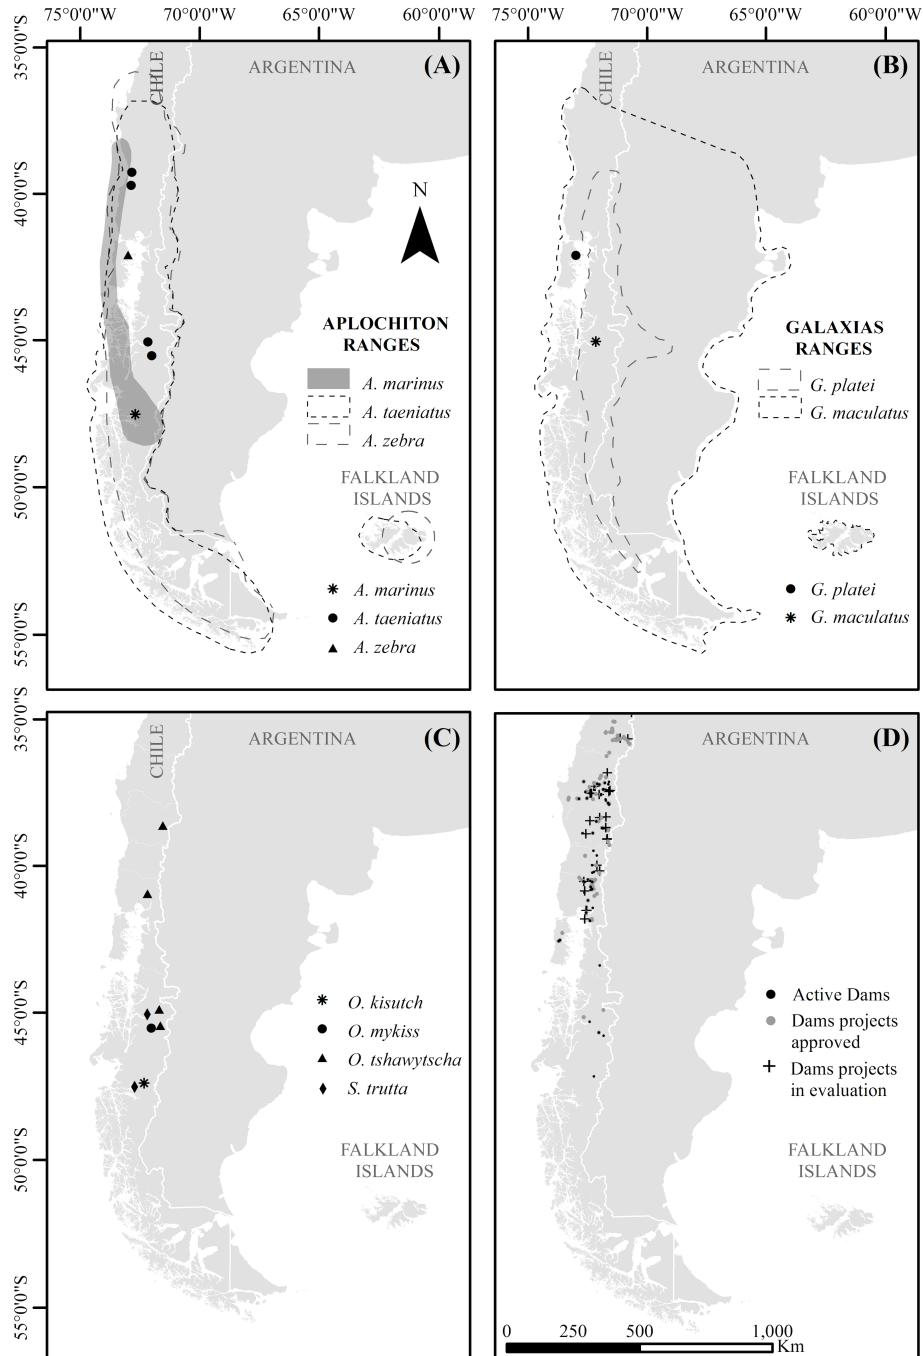 75°0'0"W 70°0'0"W 65°0'0"W 60°0'0"W 75°0'0"W 70°0'0"W 65°0'0"W 60°0'0"W
35°0'0"S
40°0'0"S
45°0'0"S
50°0'0"S
55°0'0"S
CHILE
ARGENTINA
(A)
N
APLOCHITON
RANGES
A. marinus
A. taeniatus
A. zebra
FALKLAND
ISLANDS
A. marinus
A. taeniatus
A. zebra
CHILE
ARGENTINA
(B)
GALAXIAS
RANGES
G. platei
G. maculatus
FALKLAND
ISLANDS
G. platei
G. maculatus
35°0'0"S
40°0'0"S
45°0'0"S
50°0'0"S
55°0'0"S
CHILE
ARGENTINA
(C)
O. kisutch
O. mykiss
O. tshawytscha
S. trutta
FALKLAND
ISLANDS
ARGENTINA
(D)
Active Dams
Dams projects
approved
Dams projects
in evaluation
FALKLAND
ISLANDS
0 250 500 1,000
Km